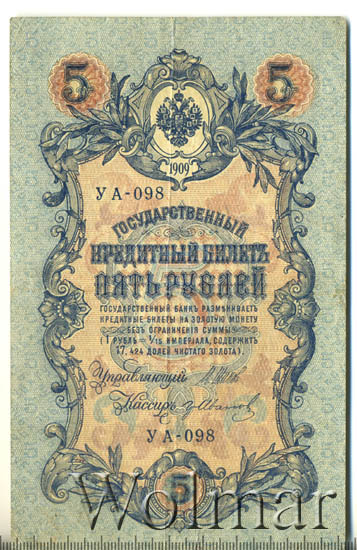 5 5
1909
УА-098
ГОСУДАРСТВЕННЫЙ
КРЕДИТНЫЙ БИЛЕТЪ
ПЯТЬ РУБЛЕЙ
ГОСУДАРСТВЕННЫЙ БАНКЪ РАЗМѢНИВАЕТЪ
КРЕДИТНЫЕ БИЛЕТЫ НА ЗОЛОТУЮ МОНЕТУ
БЕЗЪ ОГРАНИЧЕНІЯ СУММЫ
(1 РУБЛЬ = 1/15 ИМПЕРІАЛА, СОДЕРЖИТЪ
17,424 ДОЛЕЙ ЧИСТАГО ЗОЛОТА).
Управляющій
Кассиръ
УА-098
5
Wolmar